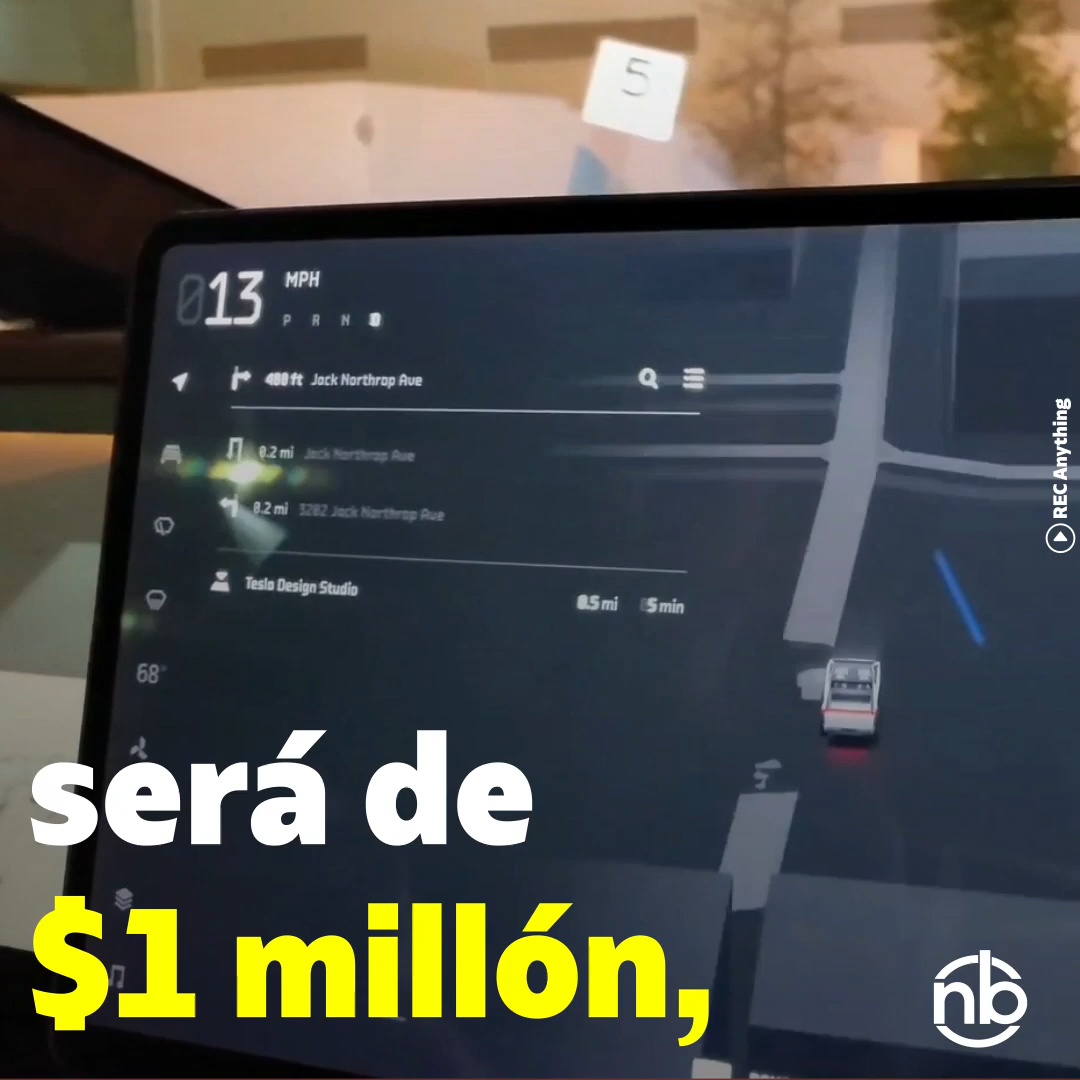 5
013 MPH
P R N D
400 ft Jack Northrop Ave
0.2 mi Jack Northrop Ave
0.2 mi 3202 Jack Northrop Ave
Tesla Design Studio
0.5 mi 5 min
68°
REC Anything
será de
$1 millón,
nb